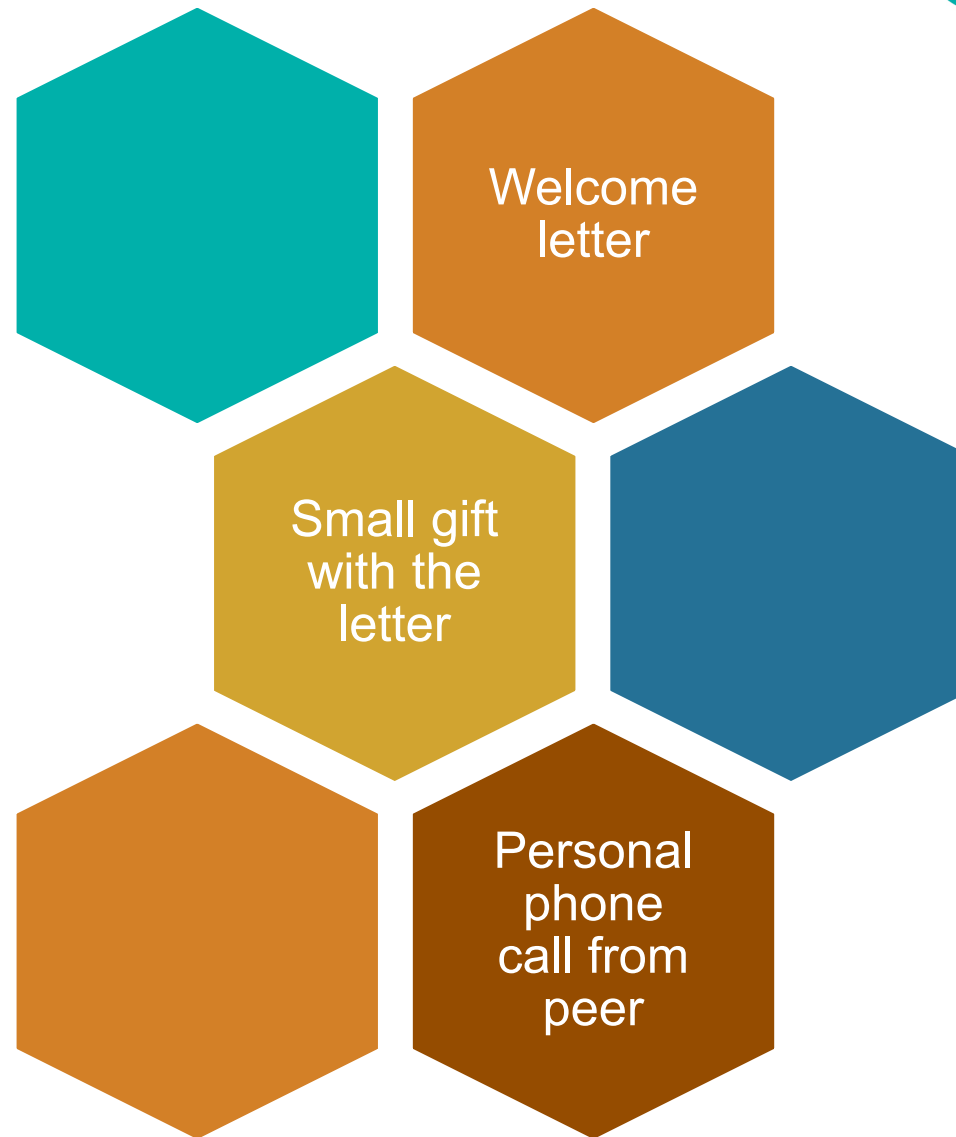 Welcome
letter
Small gift
with the
letter
Personal
phone
call from
peer